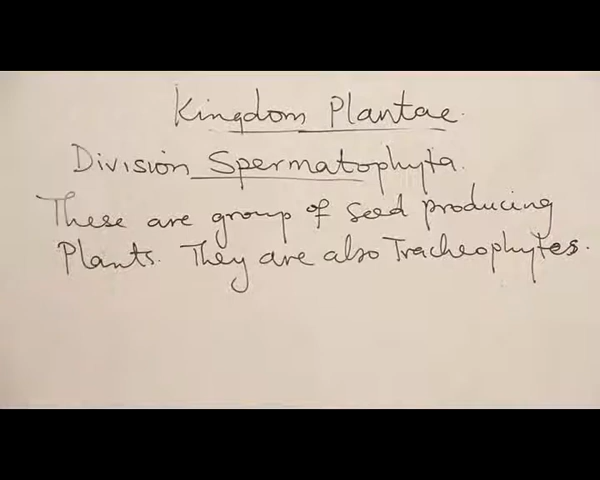 Kingdom Plantae.
Division Spermatophyta.
These are group of Seed producing
Plants. They are also Tracheophytes.